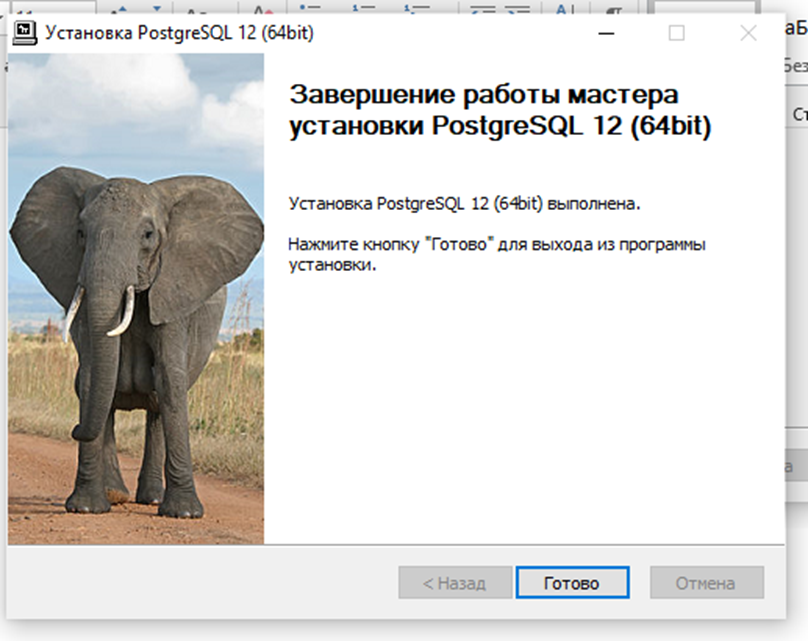 Установка PostgreSQL 12 (64bit)
Завершение работы мастера
установки PostgreSQL 12 (64bit)
Установка PostgreSQL 12 (64bit) выполнена.
Нажмите кнопку "Готово" для выхода из программы
установки.
< Назад
Готово
Отмена